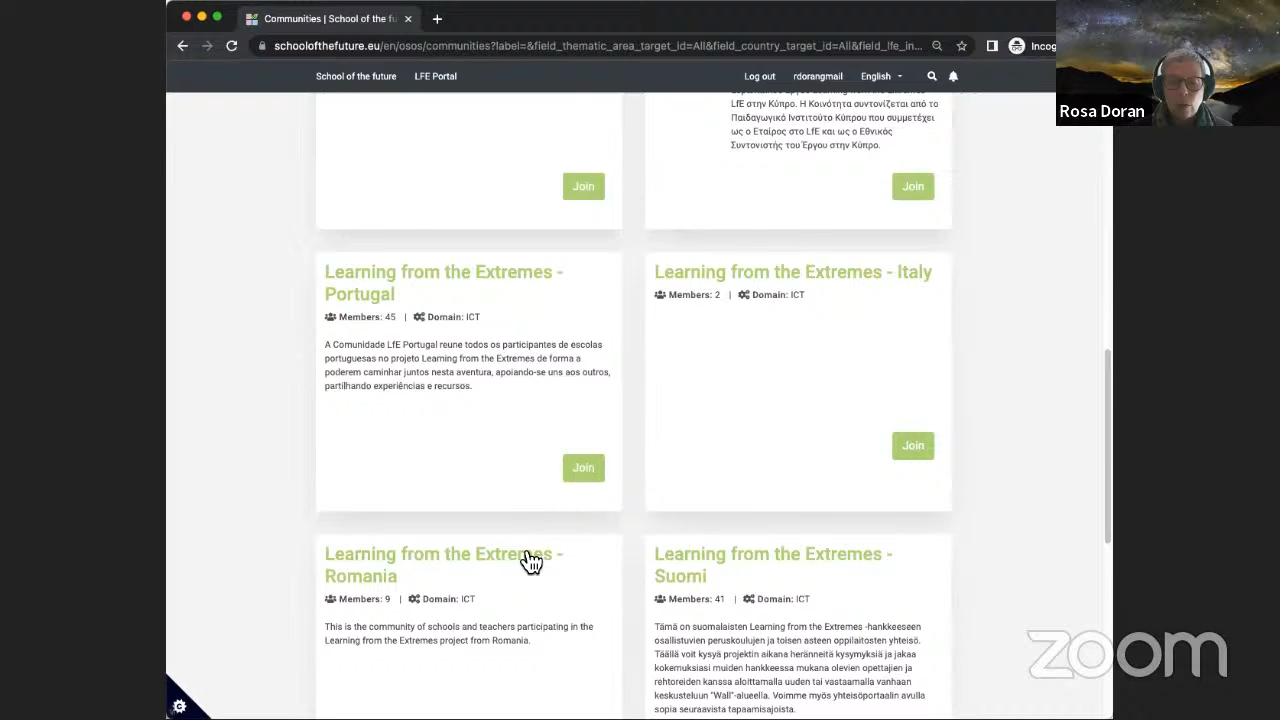 Communities | School of the fu
schoolofthefuture.eu/en/osos/communities?label=&field_thematic_area_target_id=All&field_country_target_id=All&field_lfe_in...
Incog
School of the future
LFE Portal
Log out
rdorangmail
English
Rosa Doran
LfE στην Κύπρο. Η Κοινότητα συντονίζεται από το
Παιδαγωγικό Ινστιτούτο Κύπρου που συμμετέχει
ως ο Εταίρος στο LfE και ως ο Εθνικός
Συντονιστής του Έργου στην Κύπρο.
Join
Join
Learning from the Extremes -
Portugal
Members: 45 | Domain: ICT
A Comunidade LfE Portugal reune todos os participantes de escolas
portuguesas no projeto Learning from the Extremes de forma a
poderem caminhar juntos nesta aventura, apoiando-se uns aos outros,
partilhando experiências e recursos.
Join
Learning from the Extremes - Italy
Members: 2 | Domain: ICT
Join
Learning from the Extremes -
Romania
Members: 9 | Domain: ICT
This is the community of schools and teachers participating in the
Learning from the Extremes project from Romania.
Learning from the Extremes -
Suomi
Members: 41 | Domain: ICT
Tämä on suomalaisten Learning from the Extremes -hankkeeseen
osallistuvien peruskoulujen ja toisen asteen oppilaitosten yhteisö.
Täällä voit kysyä projektin aikana heränneitä kysymyksiä ja jakaa
kokemuksiasi muiden hankkeessa mukana olevien opettajien ja
rehtoreiden kanssa aloittamalla uuden tai vastaamalla vanhaan
keskusteluun "Wall"-alueella. Voimme myös yhteisöportaalin avulla
sopia seuraavista tapaamisajoista.
zoom